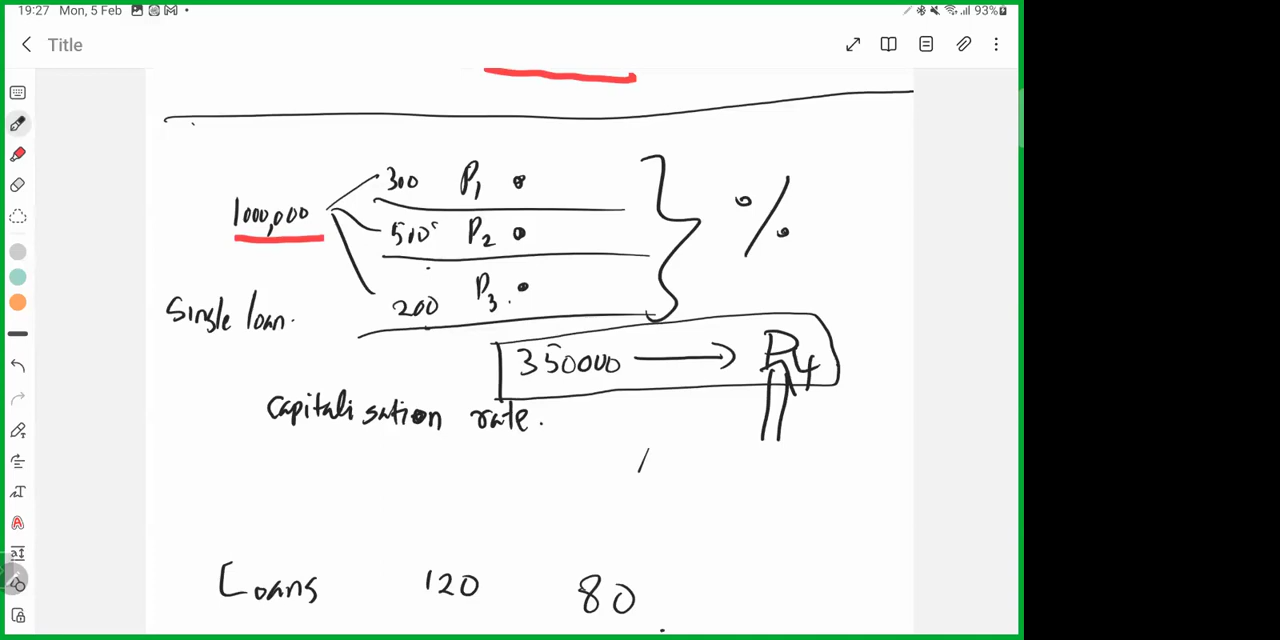 19:27 Mon, 5 Feb
93%
Title
300 P1
1000,000
500 P2
%
200 P3.
Single loan.
350000 → P4
Capitalisation rate.
Loans 120 80